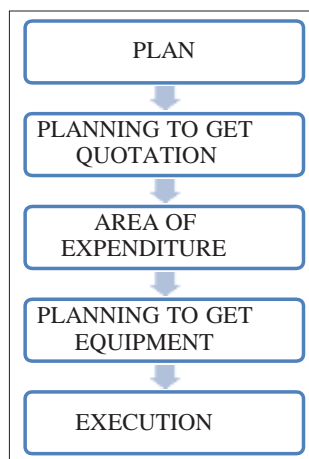 PLAN
PLANNING TO GET
QUOTATION
AREA OF
EXPENDITURE
PLANNING TO GET
EQUIPMENT
EXECUTION